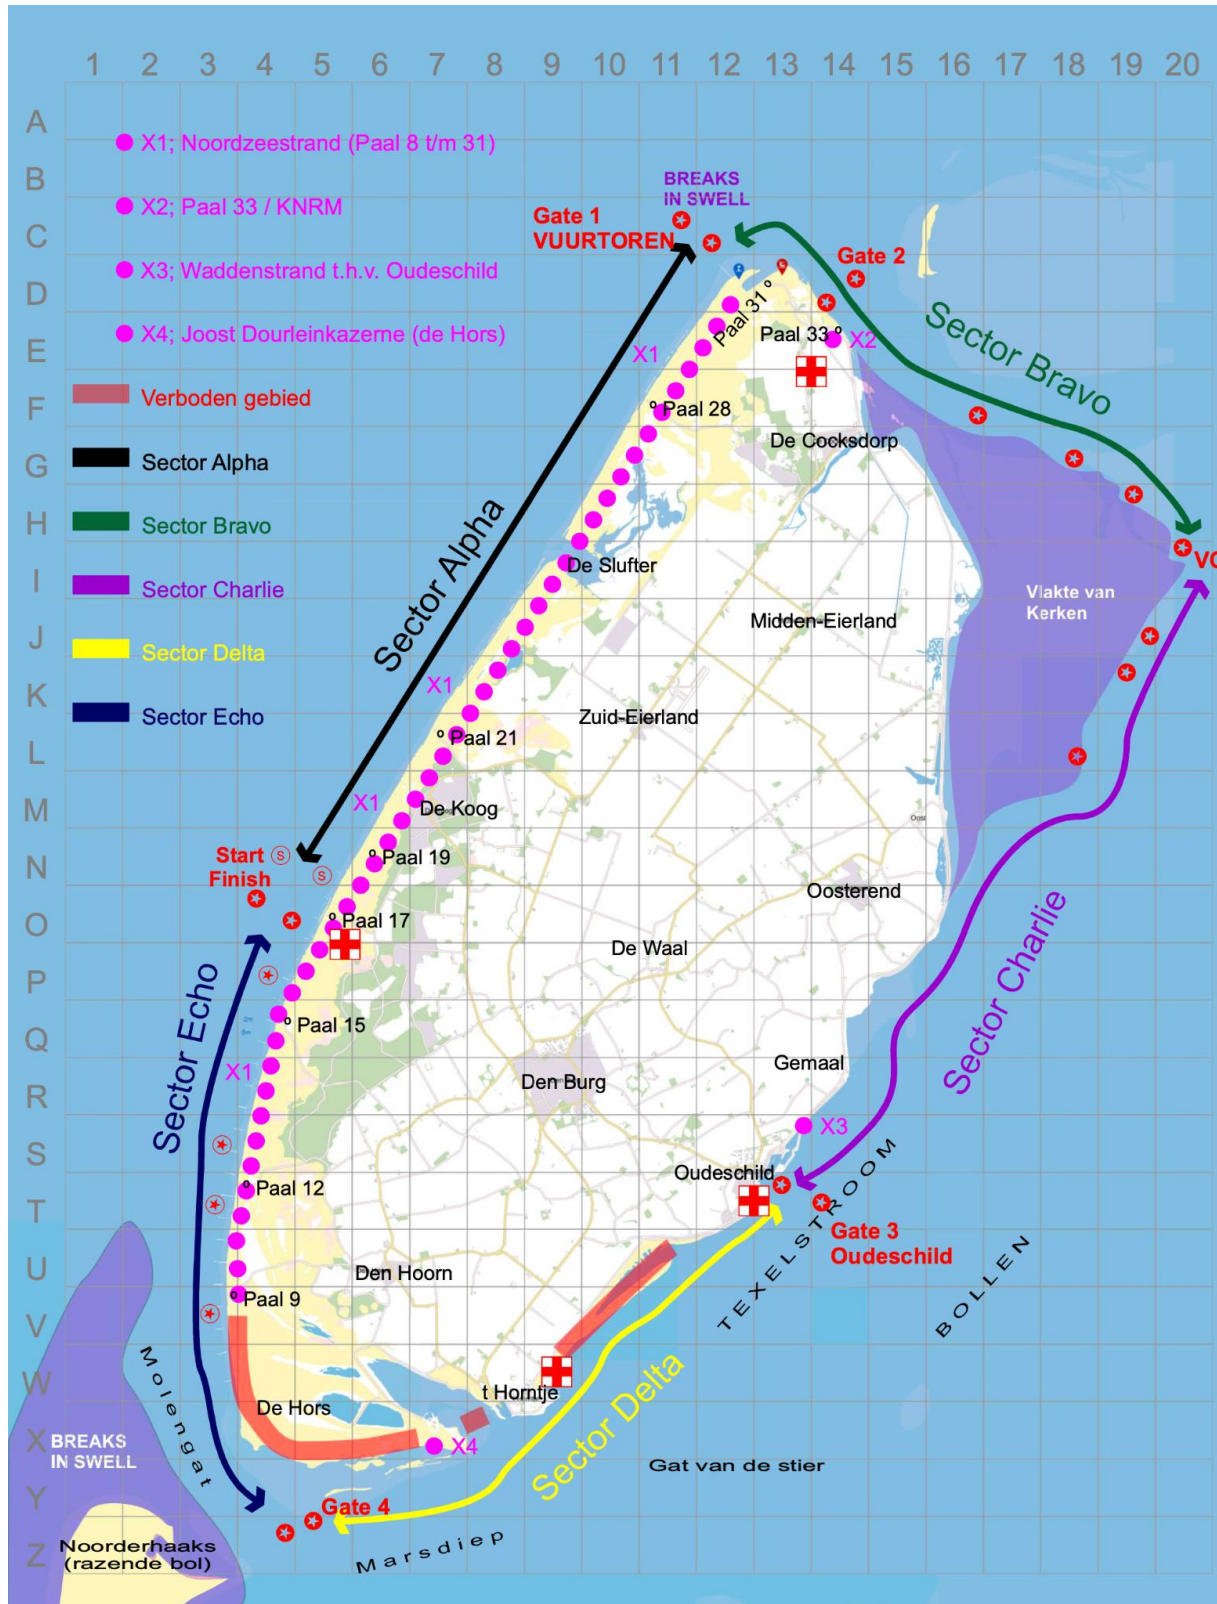 1 2 3 4 5 6 7 8 9 10 11 12 13 14 15 16 17 18 19 20
A
B
C
D
E
F
G
H
I
J
K
L
M
N
O
P
Q
R
S
T
U
V
W
X
Y
Z
X1; Noordzeestrand (Paal 8 t/m 31)
X2; Paal 33 / KNRM
X3; Waddenstrand t.h.v. Oudeschild
X4; Joost Dourleinkazerne (de Hors)
Verboden gebied
Sector Alpha
Sector Bravo
Sector Charlie
Sector Delta
Sector Echo
BREAKS
IN SWELL
Gate 1
VUURTOREN
Gate 2
Paal 31 º
Paal 33 º
X2
X1
Sector Bravo
º Paal 28
De Cocksdorp
Sector Alpha
De Slufter
VC
Vlakte van
Kerken
Midden-Eierland
X1
Zuid-Eierland
º Paal 21
X1
De Koog
Oost
Start S
Finish
S
º Paal 19
Oosterend
º Paal 17
De Waal
Sector Echo
º Paal 15
Sector Charlie
X1
Gemaal
Den Burg
X3
Oudeschild
º Paal 12
TEXELSTROOM
Gate 3
Oudeschild
BOLLEN
Den Hoorn
º Paal 9
Molengat
t Horntje
De Hors
Sector Delta
X4
BREAKS
IN SWELL
Gat van de stier
Gate 4
Marsdiep
Noorderhaaks
(razende bol)